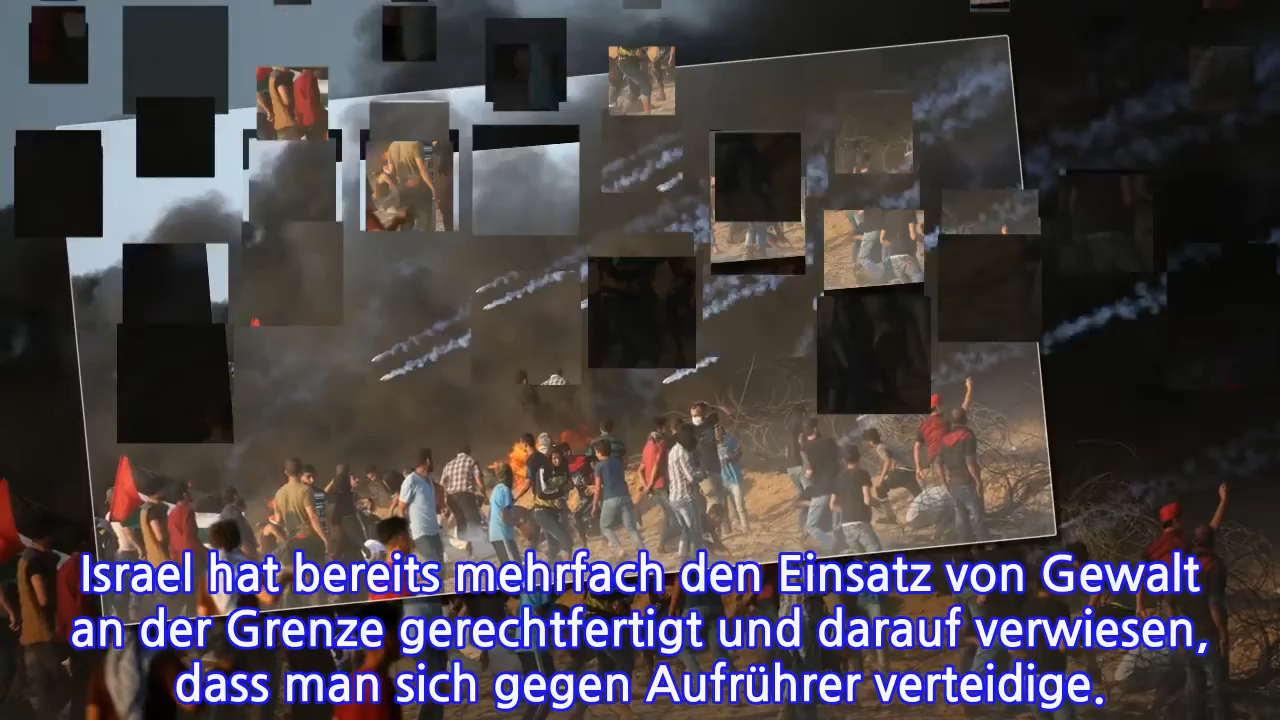 Israel hat bereits mehrfach den Einsatz von Gewalt
an der Grenze gerechtfertigt und darauf verwiesen,
dass man sich gegen Aufrührer verteidige.